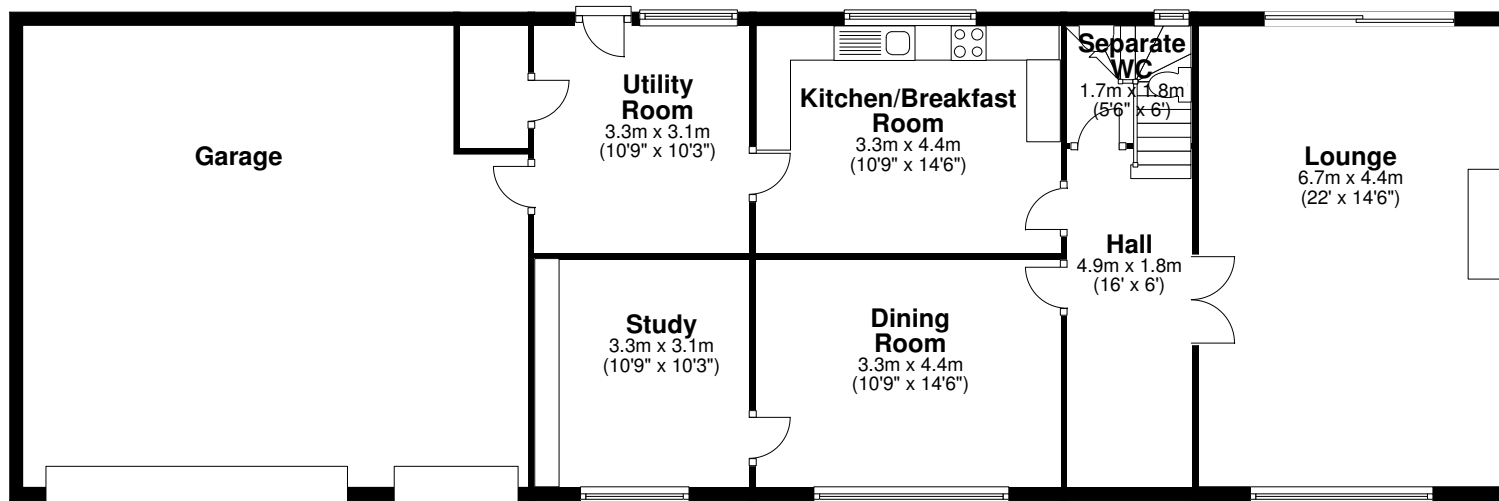 Garage
Utility
Room
3.3m x 3.1m
(10'9" x 10'3")
Kitchen/Breakfast
Room
3.3m x 4.4m
(10'9" x 14'6")
Separate
WC
1.7m x 1.8m
(5'6" x 6')
Lounge
6.7m x 4.4m
(22' x 14'6")
Hall
4.9m x 1.8m
(16' x 6')
Study
3.3m x 3.1m
(10'9" x 10'3")
Dining
Room
3.3m x 4.4m
(10'9" x 14'6")